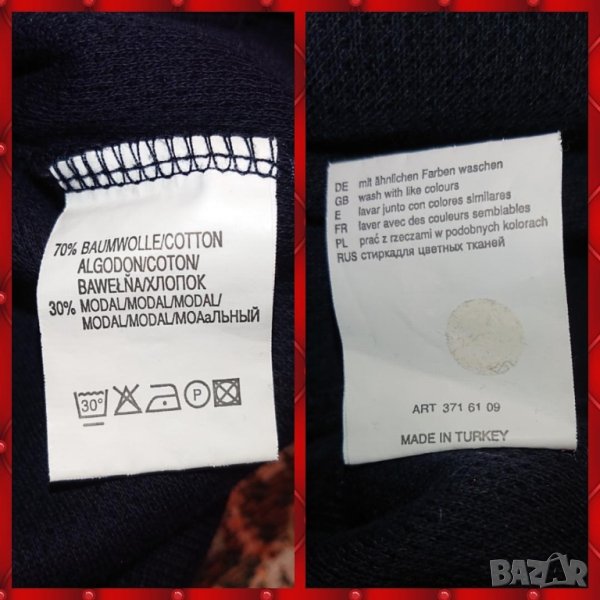 70% BAUMWOLLE/COTTON
ALGODON/COTON/
BAWEŁNA/ХЛОПОК
30% MODAL/MODAL/MODAL/
MODAL/MODAL/MOAаЛЬНЫЙ
30°
P
DE mit ähnlichen Farben waschen
GB wash with like colours
E lavar junto con colores similares
FR laver avec des couleurs semblables
PL prać z rzeczami w podobnych kolorach
RUS стиркадля цветных тканей
ART 371 61 09
MADE IN TURKEY
BAZAR